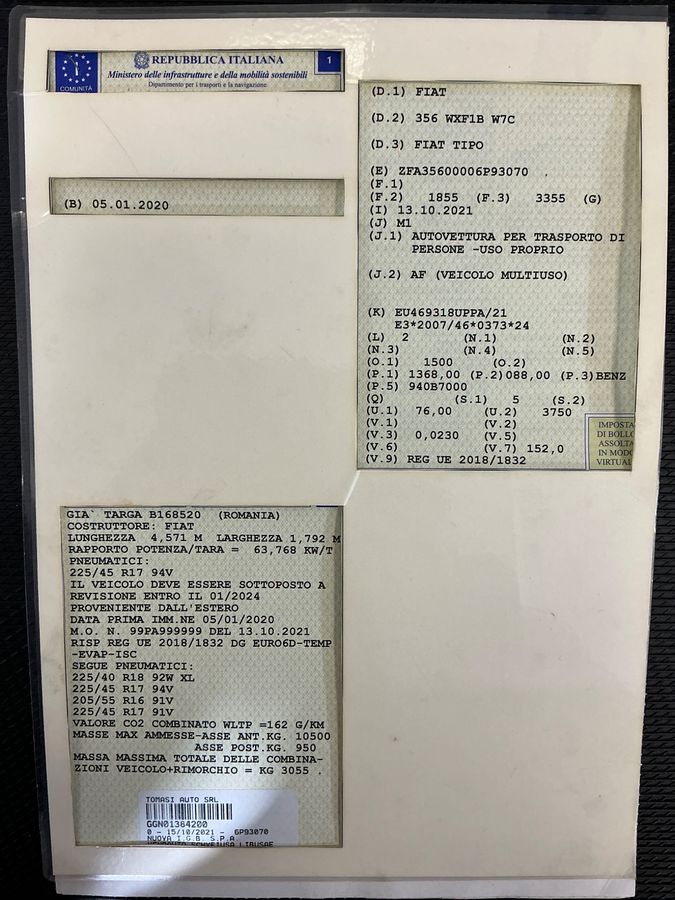 REPUBBLICA ITALIANA
1
Ministero delle infrastrutture e della mobilità sostenibili
Dipartimento per i trasporti e la navigazione
COMUNITÀ
(B) 05.01.2020
(D.1) FIAT
(D.2) 356 WXF1B W7C
(D.3) FIAT TIPO
(E) ZFA35600006P93070
(F.1)
(F.2) 1855 (F.3) 3355 (G)
(I) 13.10.2021
(J) M1
(J.1) AUTOVETTURA PER TRASPORTO DI
PERSONE -USO PROPRIO
(J.2) AF (VEICOLO MULTIUSO)
(K) EU469318UPPA/21
E3*2007/46*0373*24
(L) 2 (N.1) (N.2)
(N.3) (N.4) (N.5)
(O.1) 1500 (O.2)
(P.1) 1368,00 (P.2)088,00 (P.3)BENZ
(P.5) 940B7000
(Q) (S.1) 5 (S.2)
(U.1) 76,00 (U.2) 3750
(V.1) (V.2)
(V.3) 0,0230 (V.5)
(V.6) (V.7) 152,0
(V.9) REG UE 2018/1832
IMPOSTA
DI BOLLO
ASSOLTA
IN MODO
VIRTUAL
GIA` TARGA B168520 (ROMANIA)
COSTRUTTORE: FIAT
LUNGHEZZA 4,571 M LARGHEZZA 1,792 M
RAPPORTO POTENZA/TARA = 63,768 KW/T
PNEUMATICI:
225/45 R17 94V
IL VEICOLO DEVE ESSERE SOTTOPOSTO A
REVISIONE ENTRO IL 01/2024
PROVENIENTE DALL'ESTERO
DATA PRIMA IMM.NE 05/01/2020
M.O. N. 99PA999999 DEL 13.10.2021
RISP REG UE 2018/1832 DG EURO6D-TEMP
-EVAP-ISC
SEGUE PNEUMATICI:
225/40 R18 92W XL
225/45 R17 94V
205/55 R16 91V
225/45 R17 91V
VALORE CO2 COMBINATO WLTP =162 G/KM
MASSE MAX AMMESSE-ASSE ANT.KG. 10500
ASSE POST.KG. 950
MASSA MASSIMA TOTALE DELLE COMBINA-
ZIONI VEICOLO+RIMORCHIO = KG 3055 .
TOMASI AUTO SRL
GGN01384200
0 - 15/10/2021 - 6P93070
NUOVA I.G.B. S.P.A.